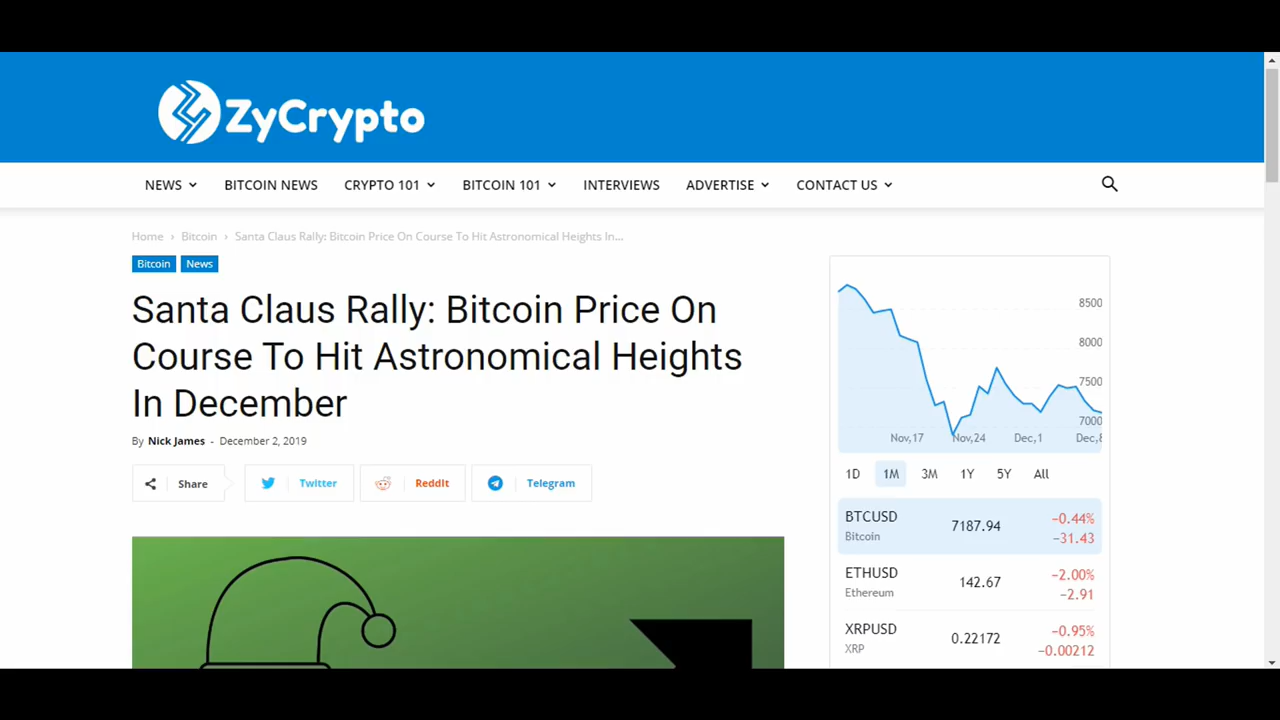 ZyCrypto
NEWS BITCOIN NEWS CRYPTO 101 BITCOIN 101 INTERVIEWS ADVERTISE CONTACT US
Home › Bitcoin › Santa Claus Rally: Bitcoin Price On Course To Hit Astronomical Heights In...
Bitcoin News
Santa Claus Rally: Bitcoin Price On
Course To Hit Astronomical Heights
In December
By Nick James - December 2, 2019
Share Twitter ReddIt Telegram
8500
8000
7500
7000
Nov,17 Nov,24 Dec,1 Dec,8
1D 1M 3M 1Y 5Y All
BTCUSD 7187.94 −0.44%
Bitcoin −31.43
ETHUSD 142.67 −2.00%
Ethereum −2.91
XRPUSD 0.22172 −0.95%
XRP −0.00212